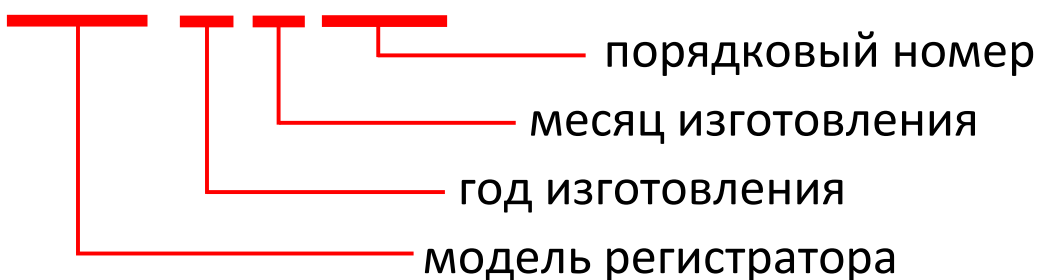 порядковый номер
месяц изготовления
год изготовления
модель регистратора